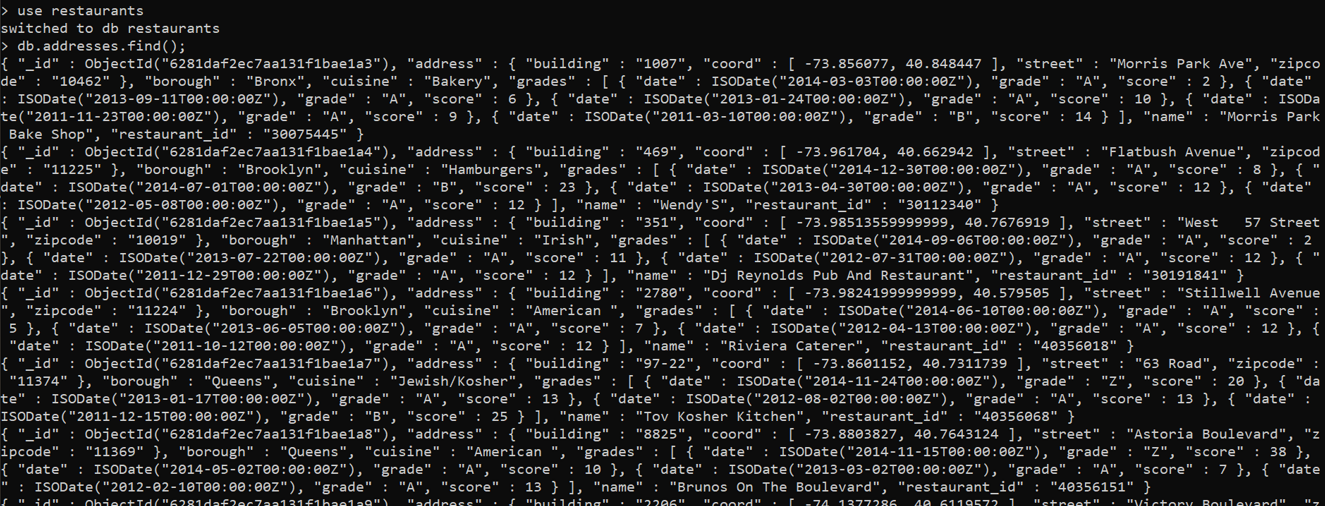 > use restaurants
switched to db restaurants
> db.addresses.find();
{ "_id" : ObjectId("6281daf2ec7aa131f1bae1a3"), "address" : { "building" : "1007", "coord" : [ -73.856077, 40.848447 ], "street" : "Morris Park Ave", "zipco
de" : "10462" }, "borough" : "Bronx", "cuisine" : "Bakery", "grades" : [ { "date" : ISODate("2014-03-03T00:00:00Z"), "grade" : "A", "score" : 2 }, { "date"
 : ISODate("2013-09-11T00:00:00Z"), "grade" : "A", "score" : 6 }, { "date" : ISODate("2013-01-24T00:00:00Z"), "grade" : "A", "score" : 10 }, { "date" : ISODa
te("2011-11-23T00:00:00Z"), "grade" : "A", "score" : 9 }, { "date" : ISODate("2011-03-10T00:00:00Z"), "grade" : "B", "score" : 14 } ], "name" : "Morris Park
 Bake Shop", "restaurant_id" : "30075445" }
{ "_id" : ObjectId("6281daf2ec7aa131f1bae1a4"), "address" : { "building" : "469", "coord" : [ -73.961704, 40.662942 ], "street" : "Flatbush Avenue", "zipcod
e" : "11225" }, "borough" : "Brooklyn", "cuisine" : "Hamburgers", "grades" : [ { "date" : ISODate("2014-12-30T00:00:00Z"), "grade" : "A", "score" : 8 }, { "
date" : ISODate("2014-07-01T00:00:00Z"), "grade" : "B", "score" : 23 }, { "date" : ISODate("2013-04-30T00:00:00Z"), "grade" : "A", "score" : 12 }, { "date"
 : ISODate("2012-05-08T00:00:00Z"), "grade" : "A", "score" : 12 } ], "name" : "Wendy'S", "restaurant_id" : "30112340" }
{ "_id" : ObjectId("6281daf2ec7aa131f1bae1a5"), "address" : { "building" : "351", "coord" : [ -73.98513559999999, 40.7676919 ], "street" : "West   57 Street
", "zipcode" : "10019" }, "borough" : "Manhattan", "cuisine" : "Irish", "grades" : [ { "date" : ISODate("2014-09-06T00:00:00Z"), "grade" : "A", "score" : 2
}, { "date" : ISODate("2013-07-22T00:00:00Z"), "grade" : "A", "score" : 11 }, { "date" : ISODate("2012-07-31T00:00:00Z"), "grade" : "A", "score" : 12 }, { "
date" : ISODate("2011-12-29T00:00:00Z"), "grade" : "A", "score" : 12 } ], "name" : "Dj Reynolds Pub And Restaurant", "restaurant_id" : "30191841" }
{ "_id" : ObjectId("6281daf2ec7aa131f1bae1a6"), "address" : { "building" : "2780", "coord" : [ -73.98241999999999, 40.579505 ], "street" : "Stillwell Avenue
", "zipcode" : "11224" }, "borough" : "Brooklyn", "cuisine" : "American ", "grades" : [ { "date" : ISODate("2014-06-10T00:00:00Z"), "grade" : "A", "score" :
 5 }, { "date" : ISODate("2013-06-05T00:00:00Z"), "grade" : "A", "score" : 7 }, { "date" : ISODate("2012-04-13T00:00:00Z"), "grade" : "A", "score" : 12 }, {
 "date" : ISODate("2011-10-12T00:00:00Z"), "grade" : "A", "score" : 12 } ], "name" : "Riviera Caterer", "restaurant_id" : "40356018" }
{ "_id" : ObjectId("6281daf2ec7aa131f1bae1a7"), "address" : { "building" : "97-22", "coord" : [ -73.8601152, 40.7311739 ], "street" : "63 Road", "zipcode" :
 "11374" }, "borough" : "Queens", "cuisine" : "Jewish/Kosher", "grades" : [ { "date" : ISODate("2014-11-24T00:00:00Z"), "grade" : "Z", "score" : 20 }, { "da
te" : ISODate("2013-01-17T00:00:00Z"), "grade" : "A", "score" : 13 }, { "date" : ISODate("2012-08-02T00:00:00Z"), "grade" : "A", "score" : 13 }, { "date" :
ISODate("2011-12-15T00:00:00Z"), "grade" : "B", "score" : 25 } ], "name" : "Tov Kosher Kitchen", "restaurant_id" : "40356068" }
{ "_id" : ObjectId("6281daf2ec7aa131f1bae1a8"), "address" : { "building" : "8825", "coord" : [ -73.8803827, 40.7643124 ], "street" : "Astoria Boulevard", "z
ipcode" : "11369" }, "borough" : "Queens", "cuisine" : "American ", "grades" : [ { "date" : ISODate("2014-11-15T00:00:00Z"), "grade" : "Z", "score" : 38 },
{ "date" : ISODate("2014-05-02T00:00:00Z"), "grade" : "A", "score" : 10 }, { "date" : ISODate("2013-03-02T00:00:00Z"), "grade" : "A", "score" : 7 }, { "date"
 : ISODate("2012-02-10T00:00:00Z"), "grade" : "A", "score" : 13 } ], "name" : "Brunos On The Boulevard", "restaurant_id" : "40356151" }
{ "_id" : ObjectId("6281daf2ec7aa131f1bae1a9"), "address" : { "building" : "2206", "coord" : [ -74.1377286, 40.6119572 ], "street" : "Victory Boulevard", "z